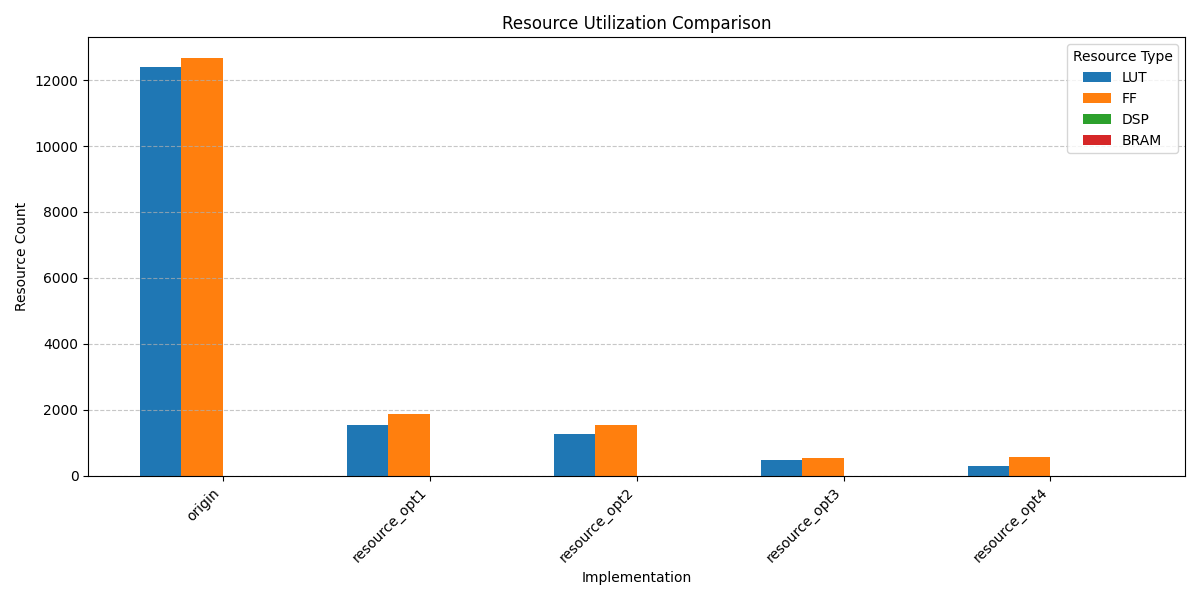 Resource Utilization Comparison
Resource Type
LUT
FF
DSP
BRAM
12000
10000
8000
6000
4000
2000
0
Resource Count
origin
resource_opt1
resource_opt2
resource_opt3
resource_opt4
Implementation